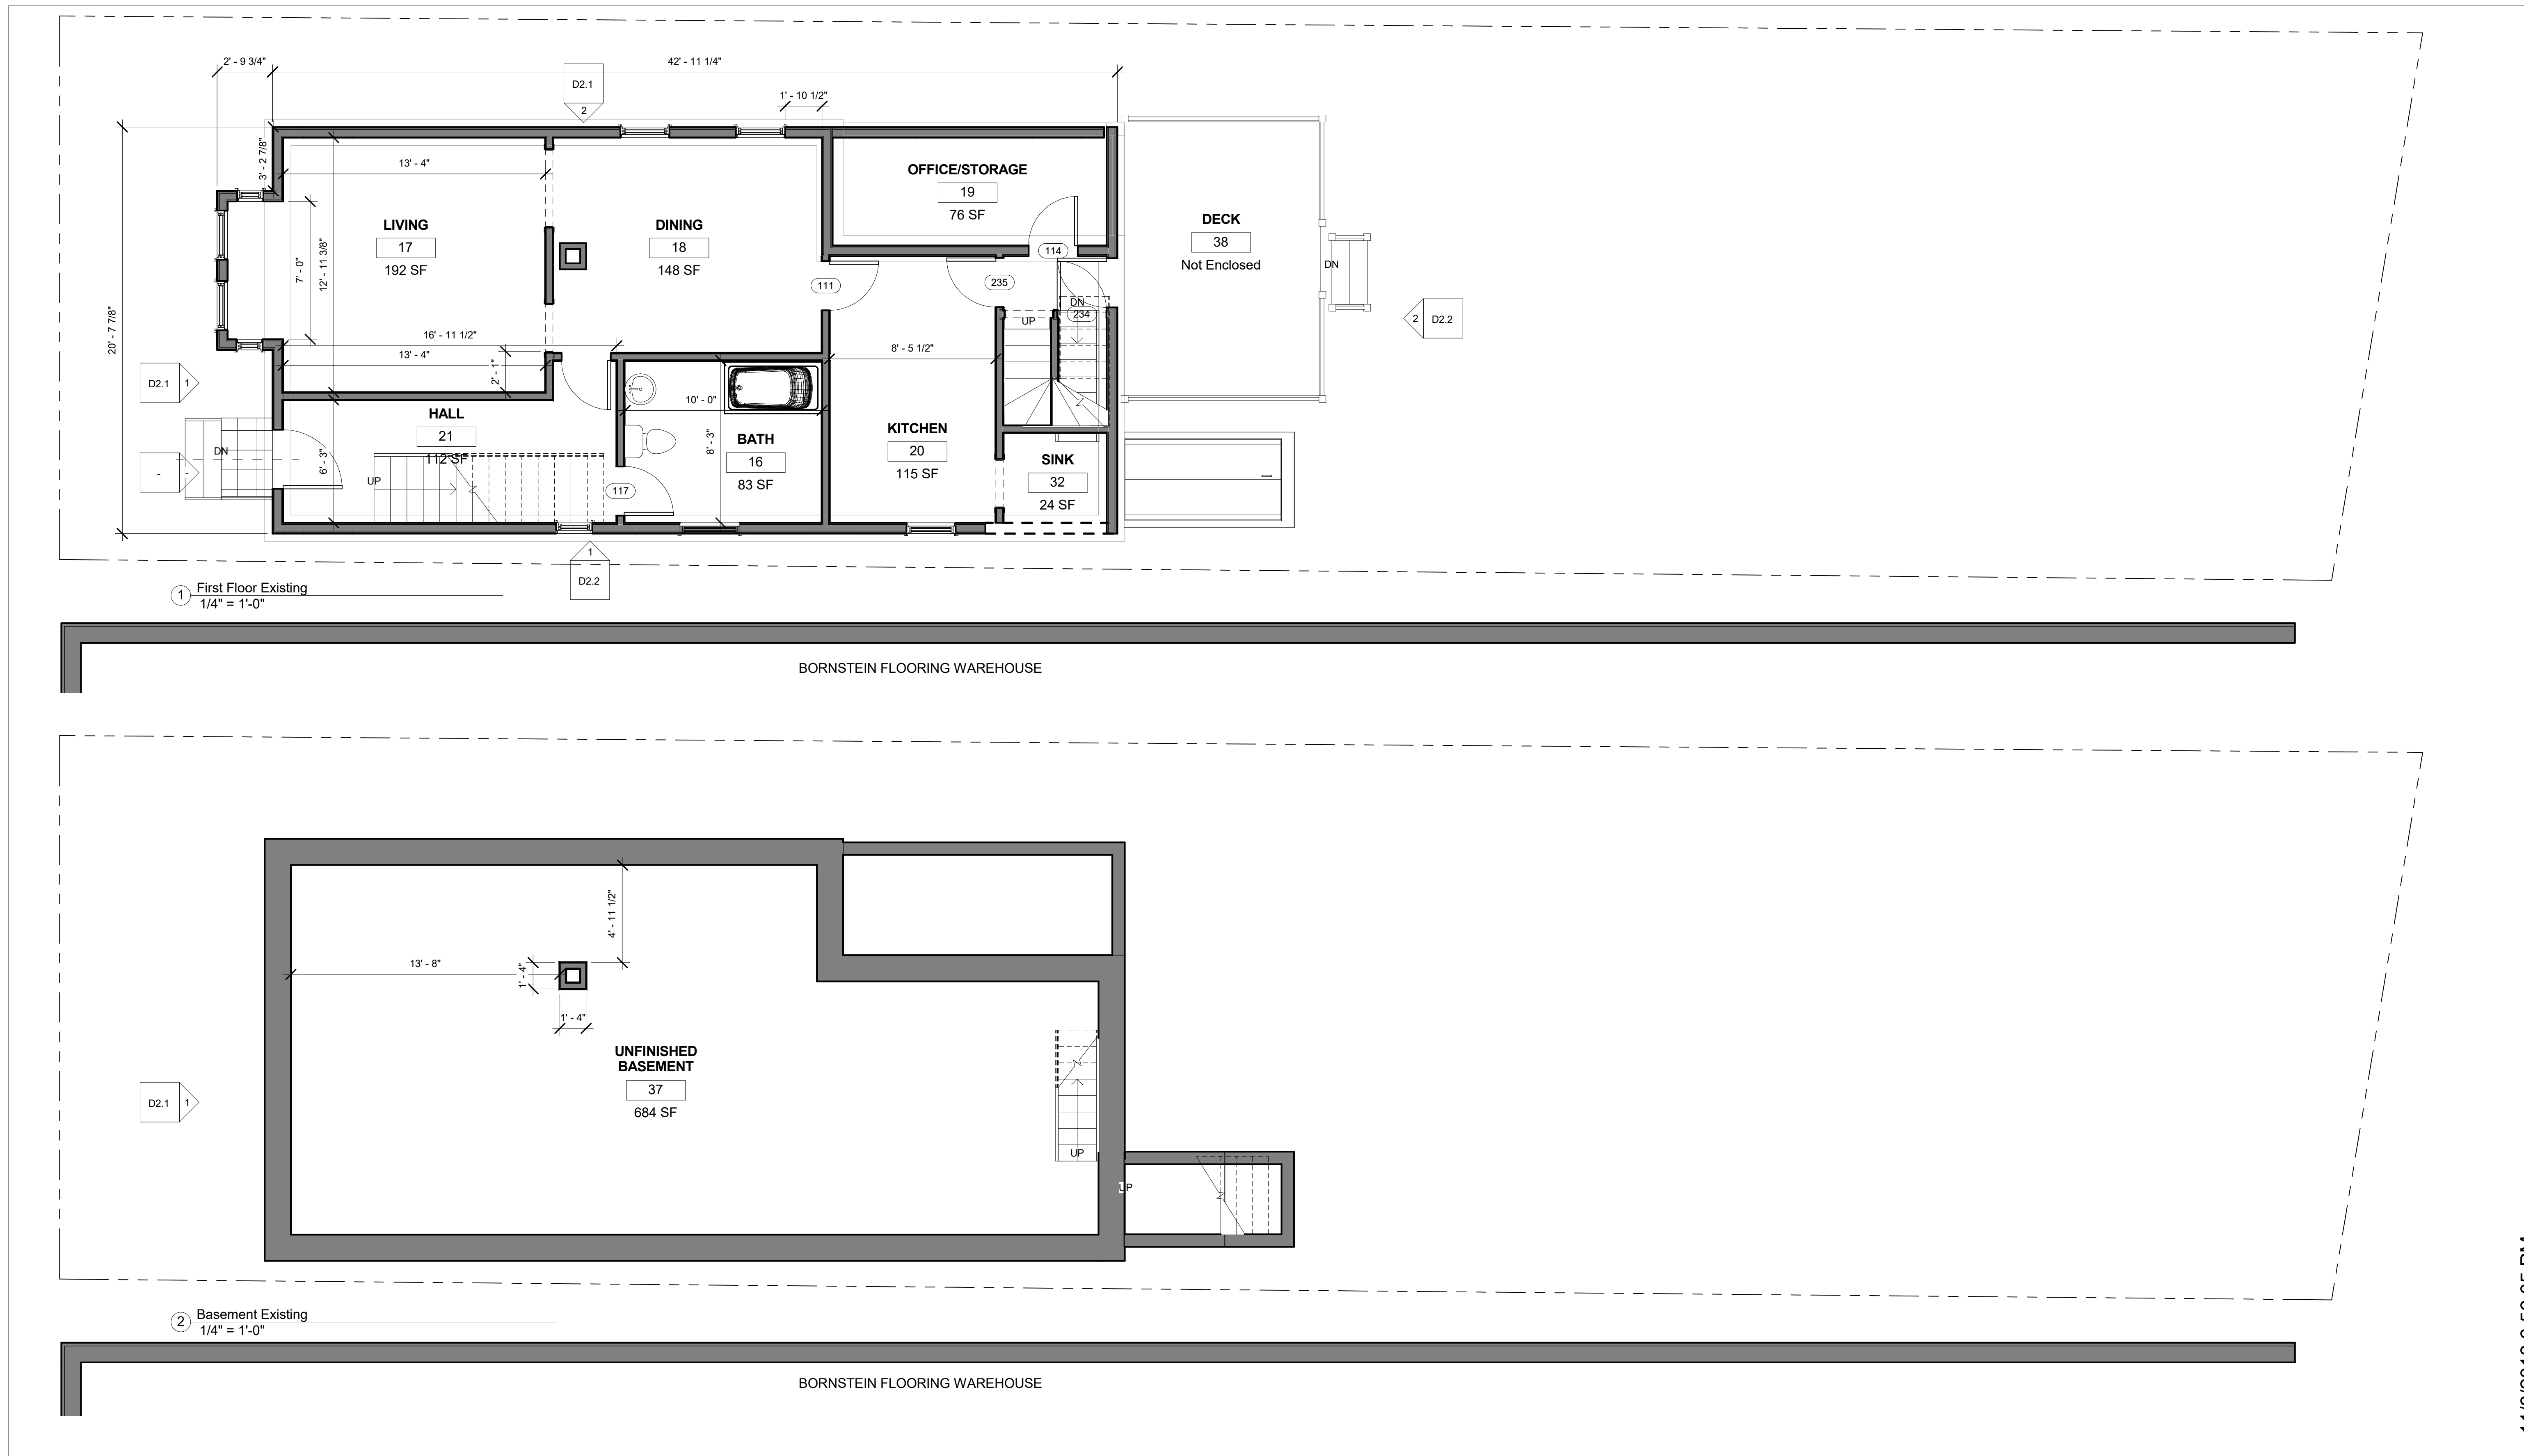 2' - 9 3/4"
42' - 11 1/4"
D2.1
2
1' - 10 1/2"
3' - 2 7/8"
13' - 4"
OFFICE/STORAGE
19
76 SF
LIVING
17
192 SF
DINING
18
148 SF
DECK
38
Not Enclosed
7' - 0"
12' - 11 3/8"
20' - 7 7/8"
114
111
235
DN
234
UP
DN
2
D2.2
16' - 11 1/2"
13' - 4"
2' - 1"
8' - 5 1/2"
D2.1
1
10' - 0"
HALL
21
112 SF
6' - 3"
8' - 3"
BATH
16
83 SF
KITCHEN
20
115 SF
SINK
32
24 SF
DN
-
-
UP
117
1
D2.2
1
First Floor Existing
1/4" = 1'-0"
BORNSTEIN FLOORING WAREHOUSE
4' - 11 1/2"
13' - 8"
1' - 4"
1' - 4"
UNFINISHED
BASEMENT
37
684 SF
D2.1
1
UP
UP
2
Basement Existing
1/4" = 1'-0"
BORNSTEIN FLOORING WAREHOUSE